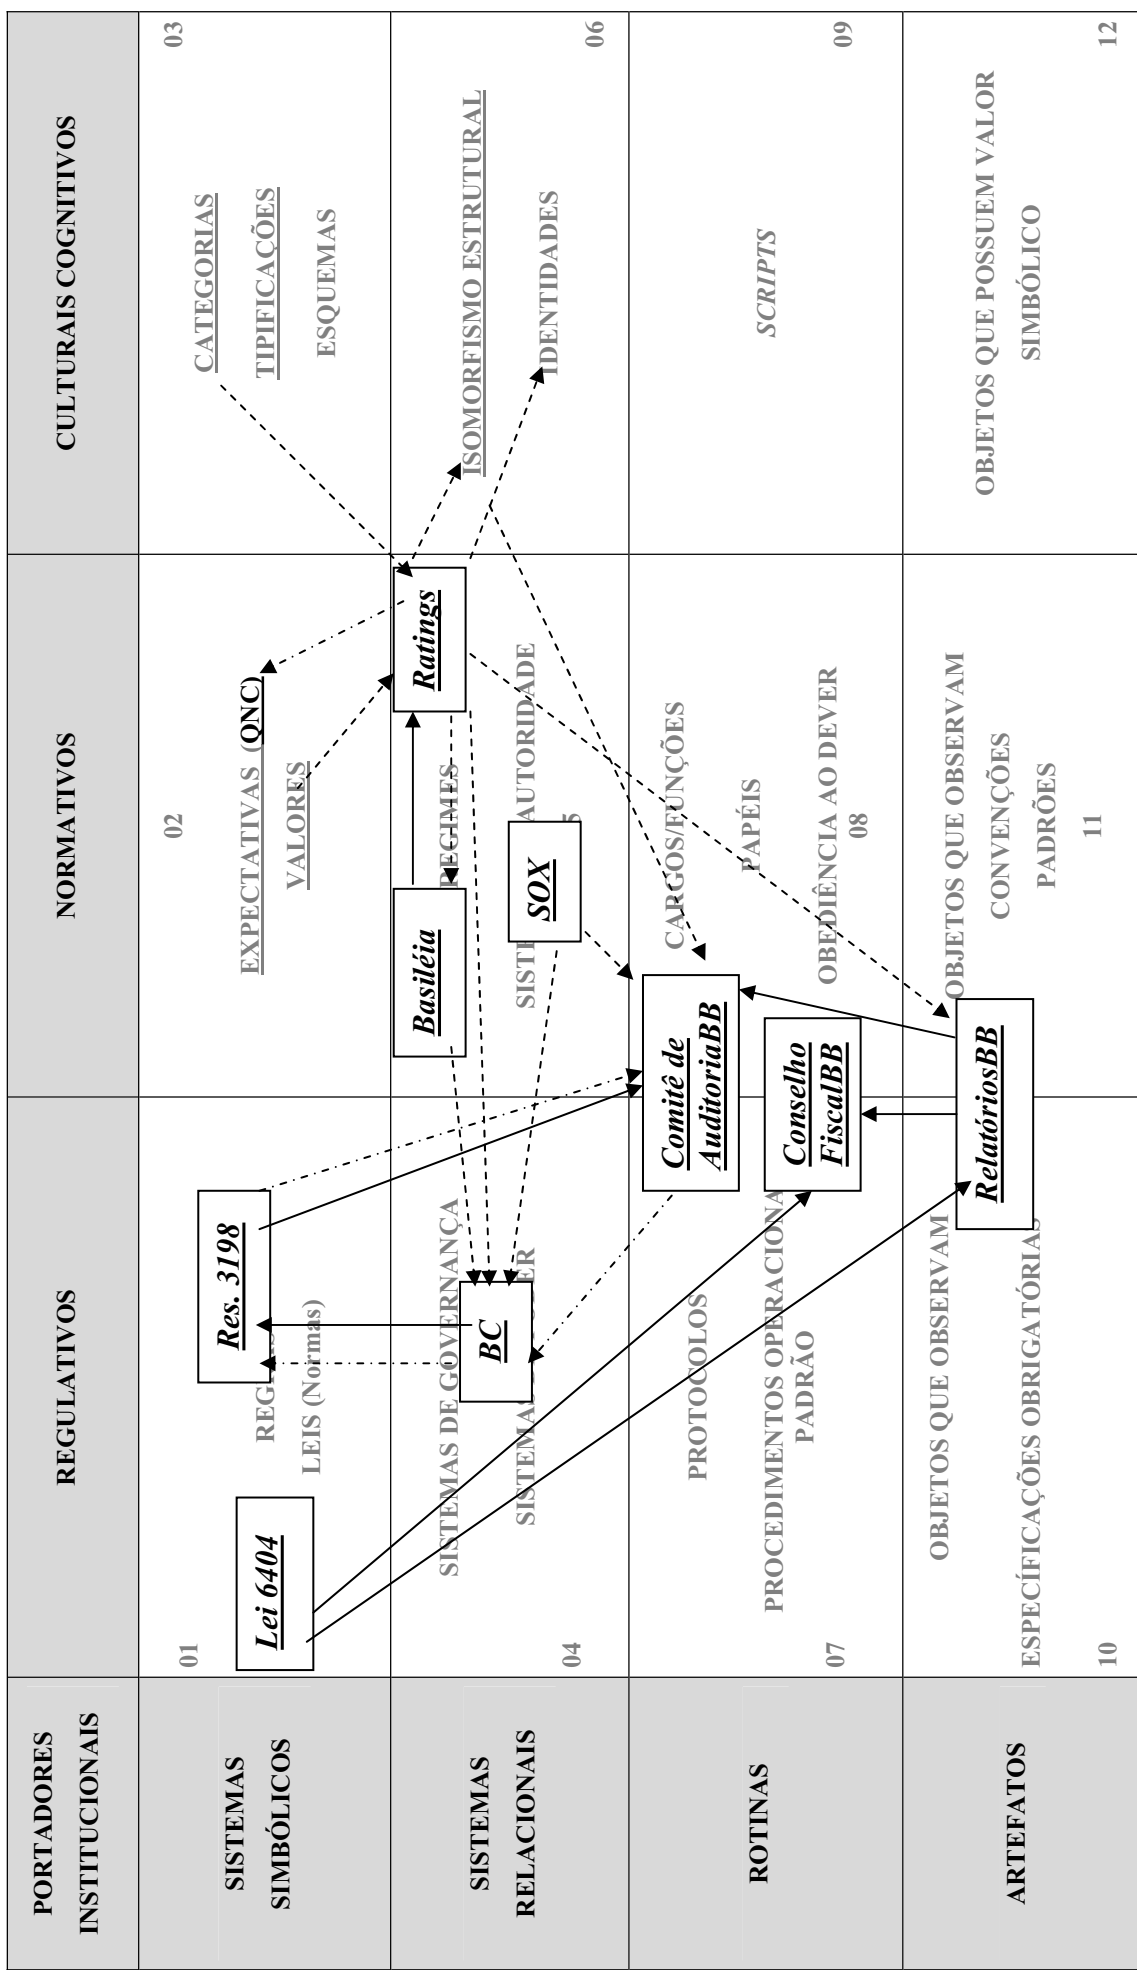 PORTADORES
INSTITUCIONAIS
REGULATIVOS
NORMATIVOS
CULTURAIS COGNITIVOS
SISTEMAS
SIMBÓLICOS
01
Lei 6404
Res. 3198
LEIS (Normas)
02
EXPECTATIVAS (QNC)
VALORES
03
CATEGORIAS
TIPIFICAÇÕES
ESQUEMAS
SISTEMAS
RELACIONAIS
SISTEMAS DE GOVERNANÇA
BC
04
Basiléia
REGIMES
Ratings
AUTORIDADE
SOX
ISOMORFISMO ESTRUTURAL
IDENTIDADES
06
ROTINAS
PROTOCOLOS
PROCEDIMENTOS OPERACIONA
PADRÃO
07
Comitê de
AuditoriaBB
Conselho
FiscalBB
CARGOS/FUNÇÕES
PAPÉIS
OBEDIÊNCIA AO DEVER
08
SCRIPTS
09
ARTEFATOS
OBJETOS QUE OBSERVAM
ESPECÍFICAÇÕES OBRIGATÓRIAS
10
RelatóriosBB
OBJETOS QUE OBSERVAM
CONVENÇÕES
PADRÕES
11
OBJETOS QUE POSSUEM VALOR
SIMBÓLICO
12